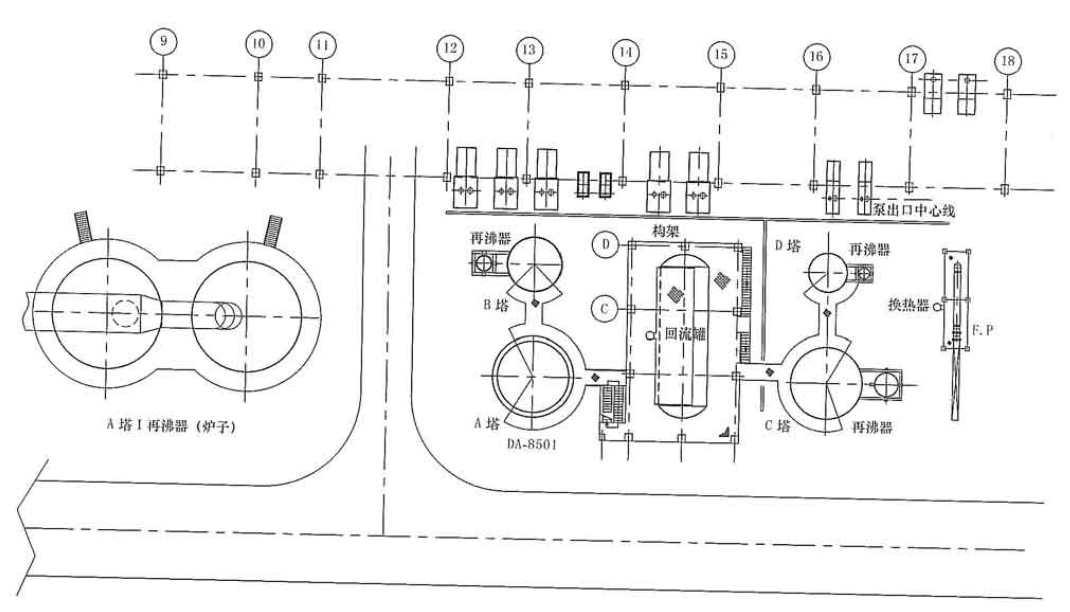 9 10 11 12 13 14 15 16 17 18
泵出口中心线
再沸器 D 构架 D 塔 再沸器
B 塔 C 换热器
回流罐 F.P
A 塔 I 再沸器 (炉子) A 塔 C 塔 再沸器
DA-8501